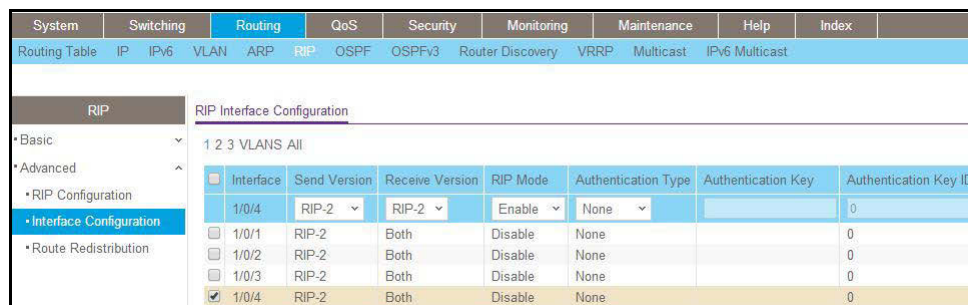 System Switching Routing QoS Security Monitoring Maintenance Help Index
Routing Table IP IPv6 VLAN ARP RIP OSPF OSPFv3 Router Discovery VRRP Multicast IPv6 Multicast
RIP
Basic
Advanced
RIP Configuration
Interface Configuration
Route Redistribution
RIP Interface Configuration
1 2 3 VLANS All
Interface Send Version Receive Version RIP Mode Authentication Type Authentication Key Authentication Key ID
1/0/4 RIP-2 RIP-2 Enable None 0
1/0/1 RIP-2 Both Disable None 0
1/0/2 RIP-2 Both Disable None 0
1/0/3 RIP-2 Both Disable None 0
1/0/4 RIP-2 Both Disable None 0